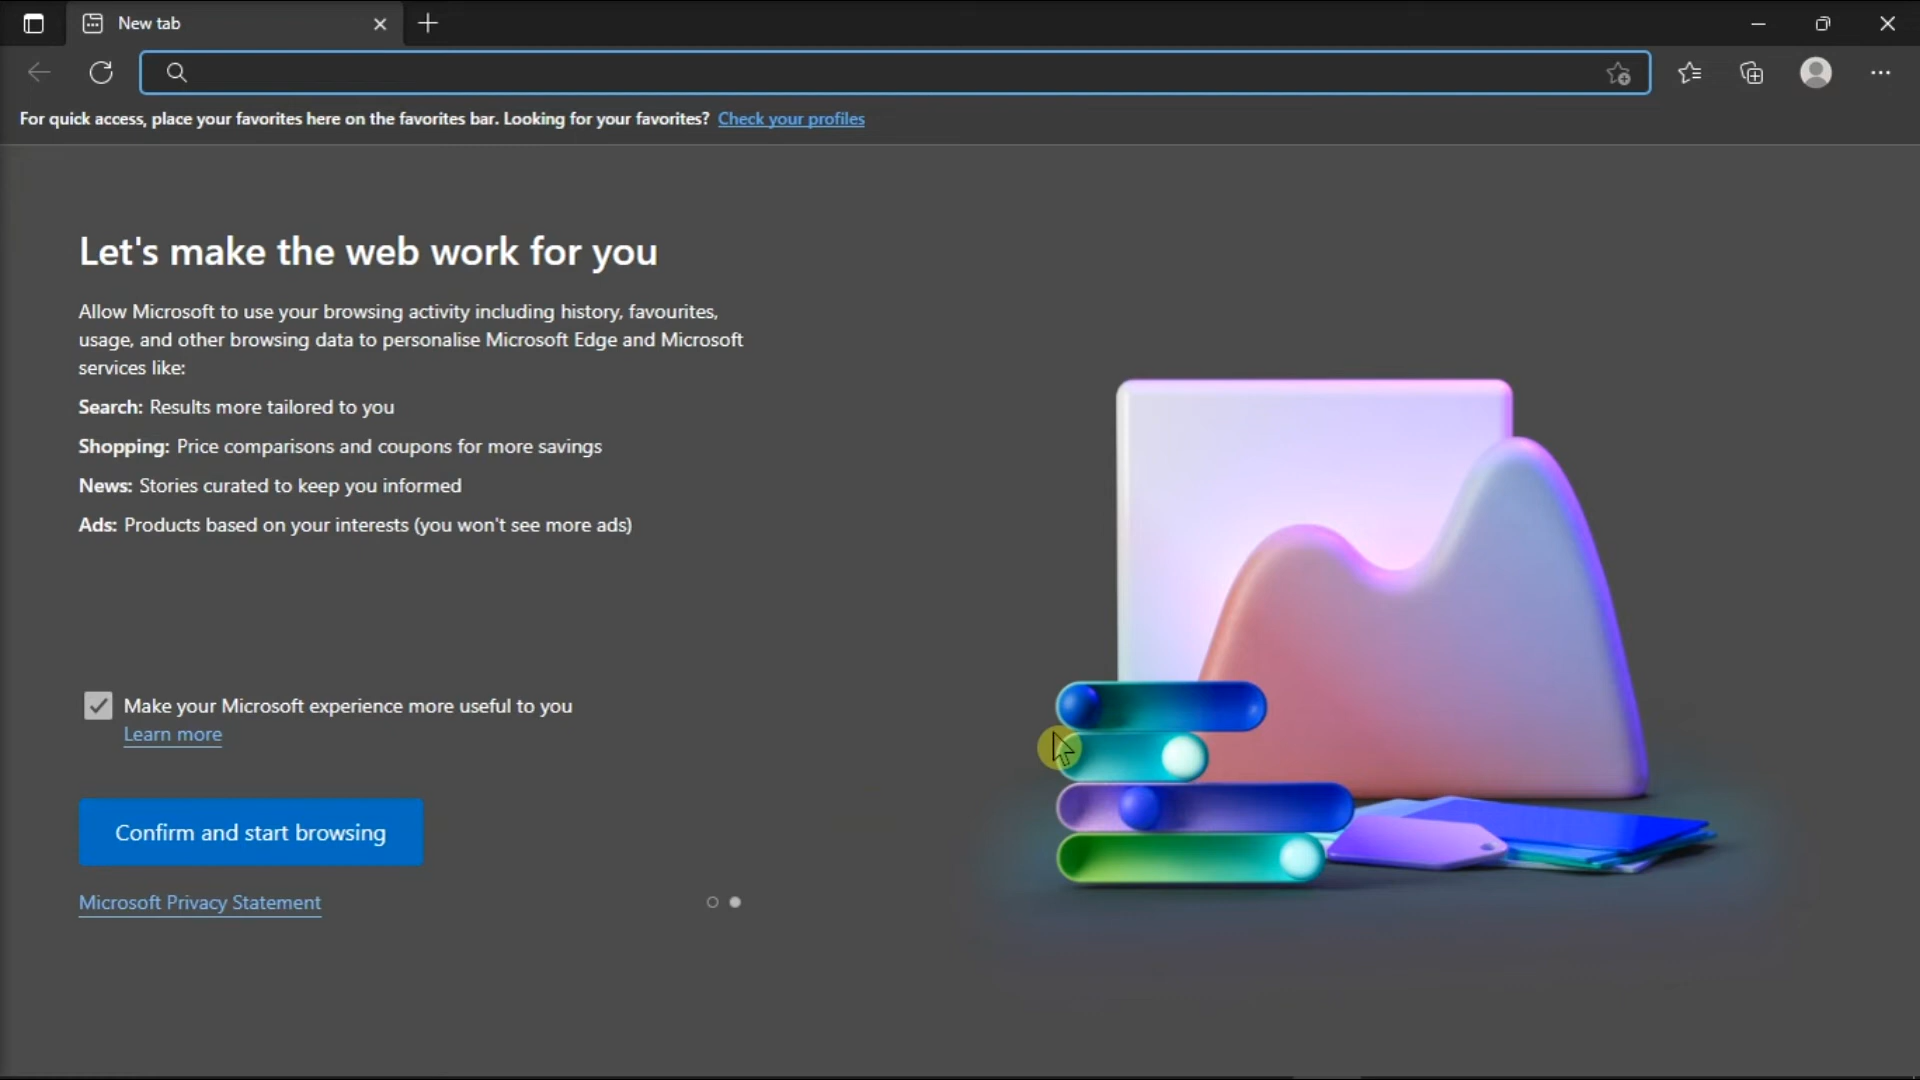 New tab
For quick access, place your favorites here on the favorites bar. Looking for your favorites? Check your profiles
Let's make the web work for you
Allow Microsoft to use your browsing activity including history, favourites,
usage, and other browsing data to personalise Microsoft Edge and Microsoft
services like:
Search: Results more tailored to you
Shopping: Price comparisons and coupons for more savings
News: Stories curated to keep you informed
Ads: Products based on your interests (you won't see more ads)
Make your Microsoft experience more useful to you
Learn more
Confirm and start browsing
Microsoft Privacy Statement